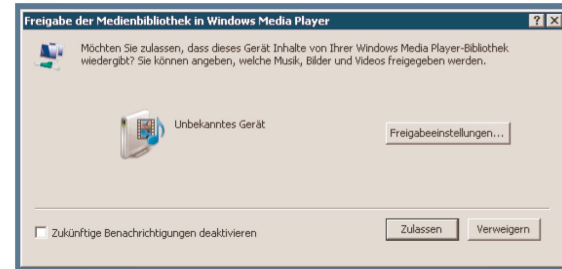 Freigabe der Medienbibliothek in Windows Media Player
Möchten Sie zulassen, dass dieses Gerät Inhalte von Ihrer Windows Media Player-Bibliothek
wiedergibt? Sie können angeben, welche Musik, Bilder und Videos freigegeben werden.
Unbekanntes Gerät
Freigabeeinstellungen...
Zukünftige Benachrichtigungen deaktivieren
Zulassen
Verweigern